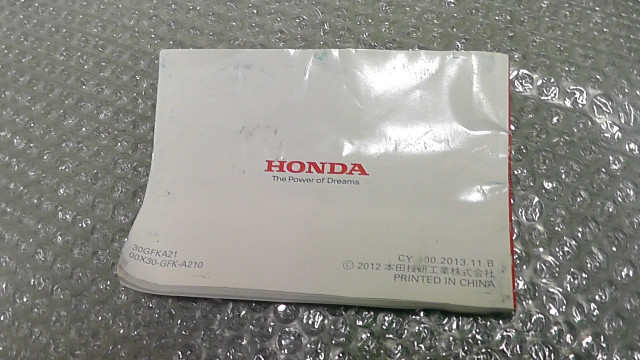 HONDA
The Power of Dreams
30GFKA21
00X30-GFK-A210
CY 400.2013.11.B
© 2012 本田技研工業株式会社
PRINTED IN CHINA